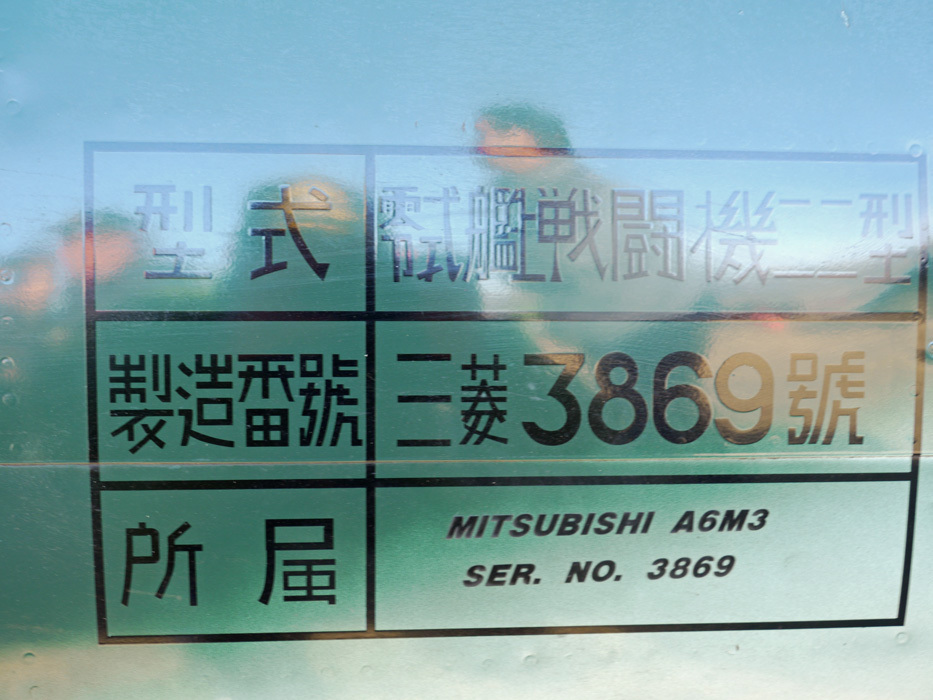 型式 零式艦上戦闘機二二型
製造番號 三菱3869號
所属
MITSUBISHI A6M3
SER. NO. 3869